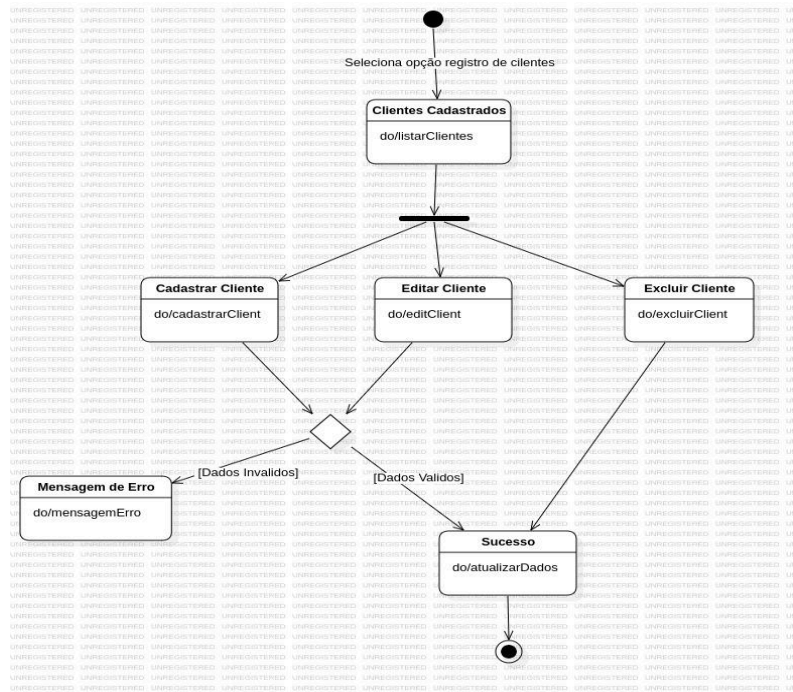 Seleciona opção registro de cilentes
Clientes Cadastrados
do/listarClientes
Cadastrar Cliente
do/cadastrarClient
Editar Cliente
do/editClient
Excluir Cliente
do/excluirClient
[Dados Invalidos]
[Dados Validos]
Mensagem de Erro
do/mensagemErro
Sucesso
do/atualizarDados